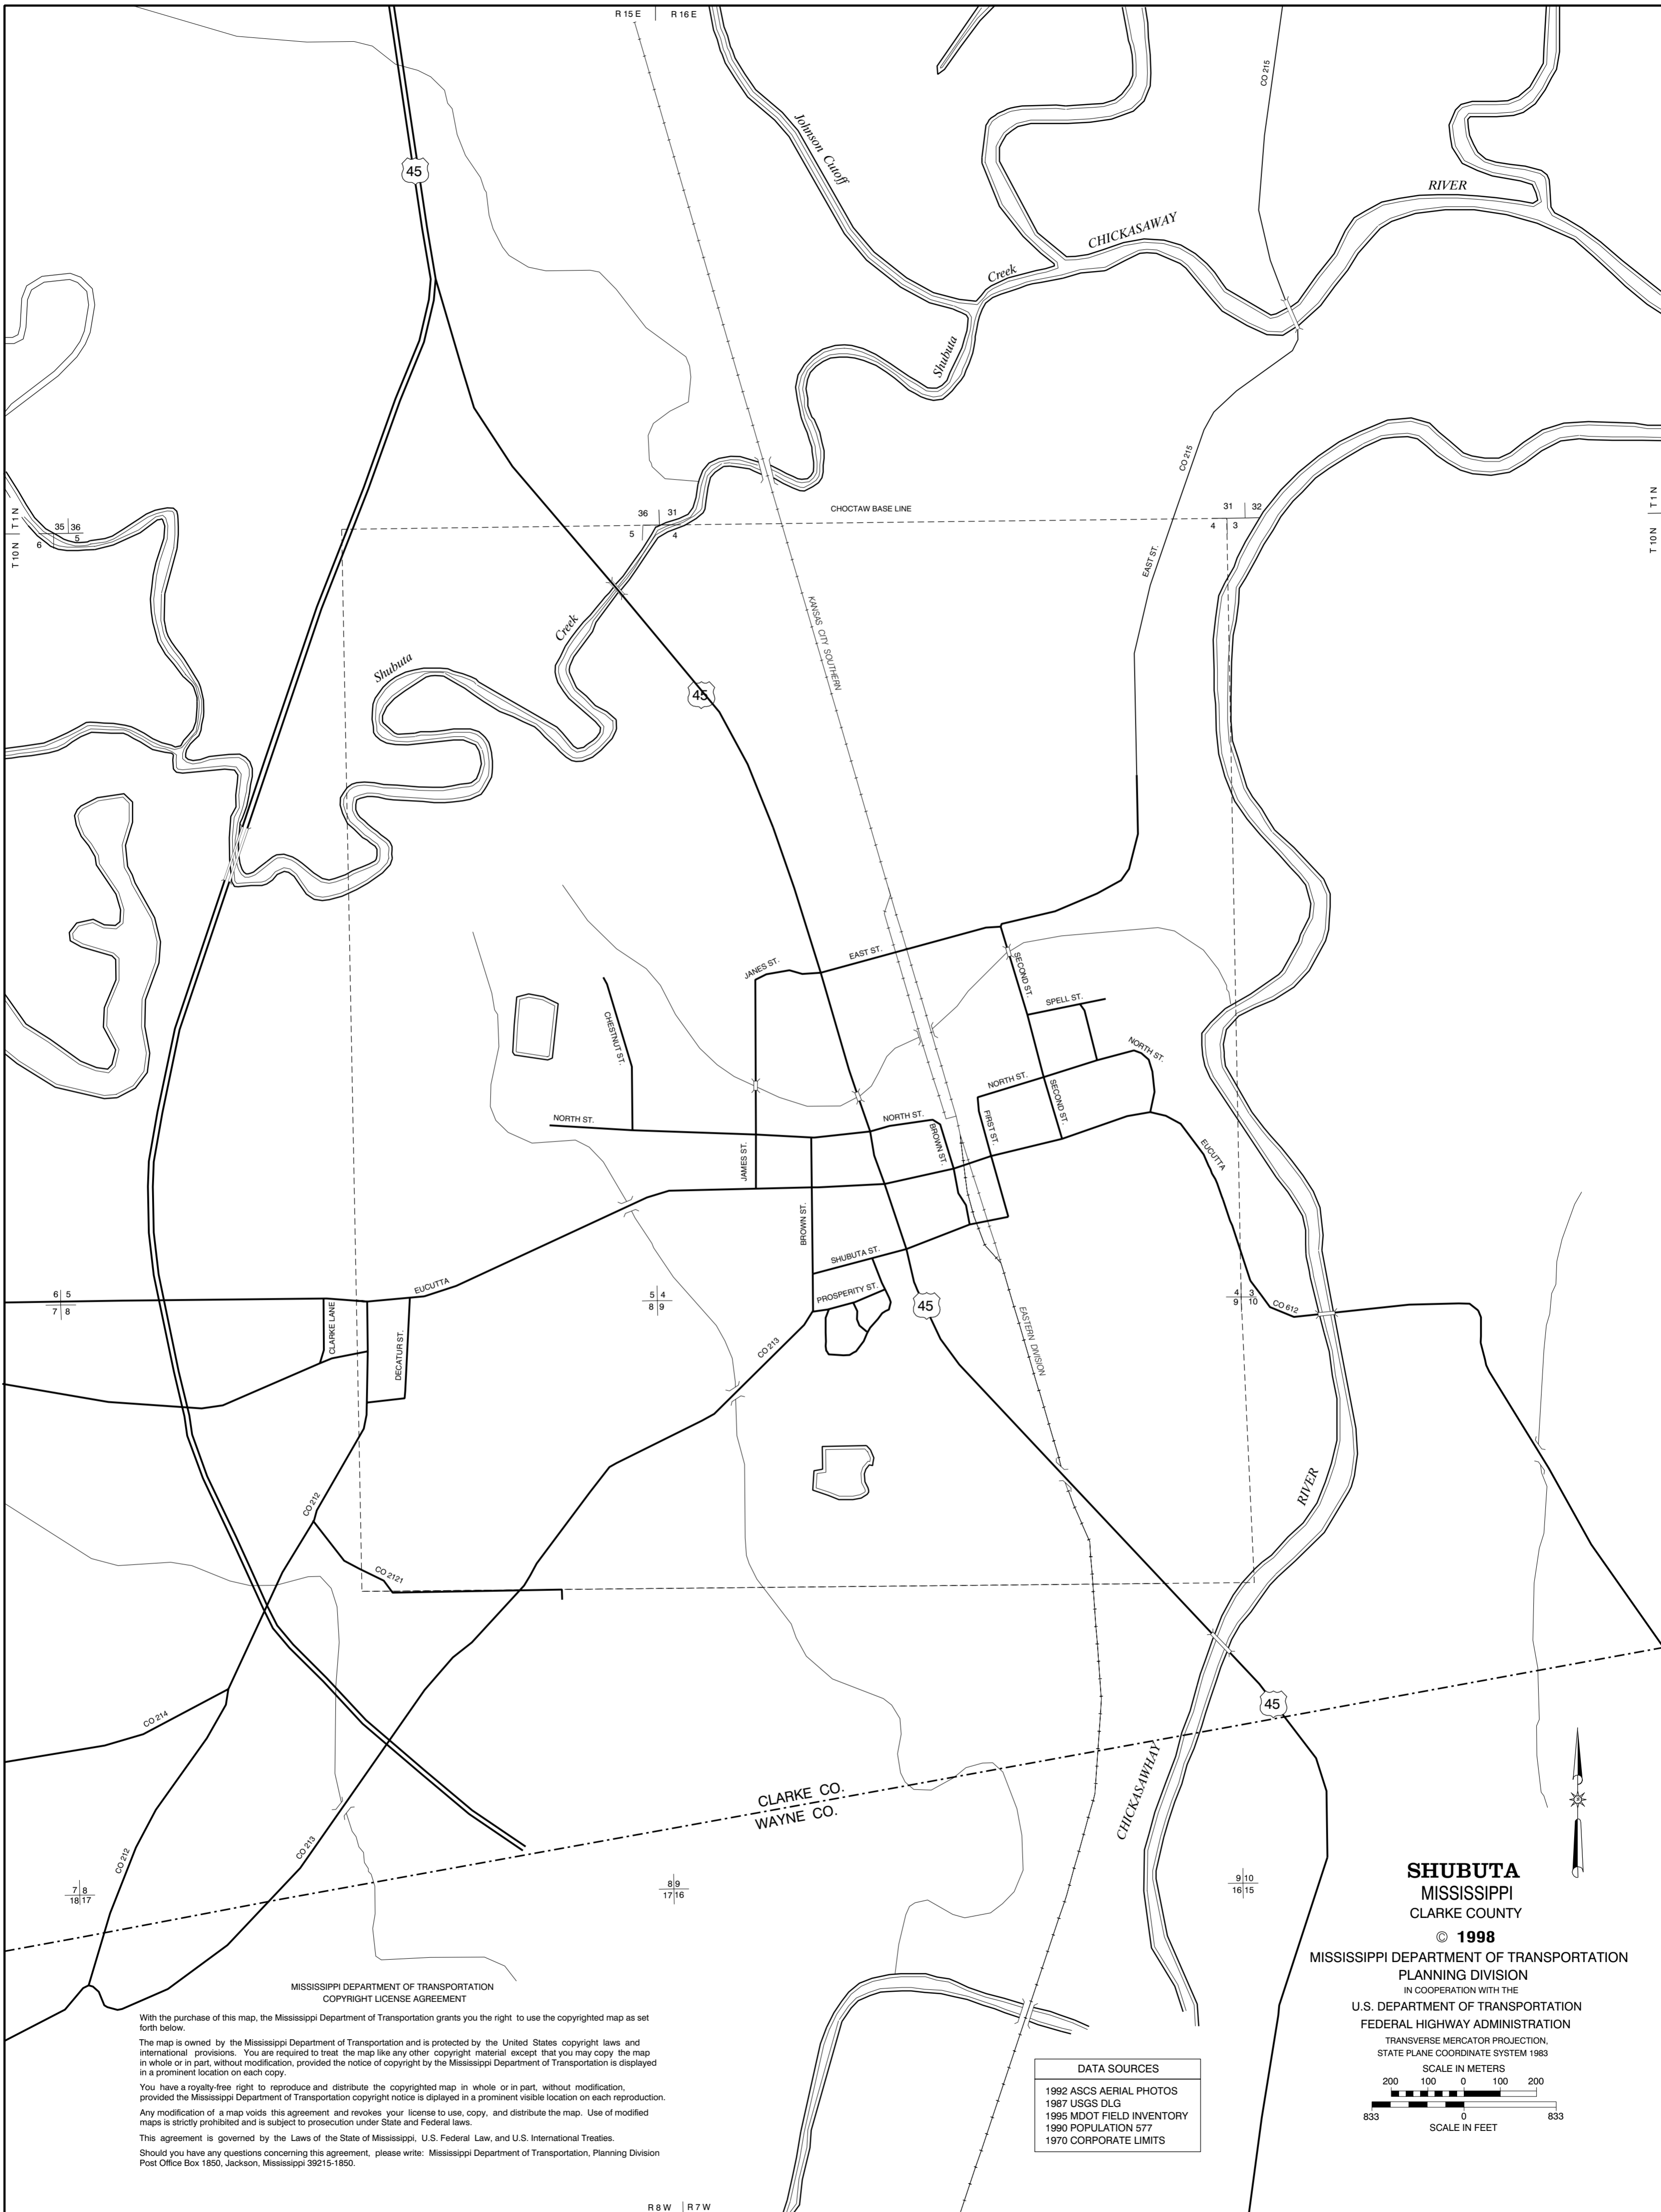 R 15 E | R 16 E
CO 215
45
Johnson Cutoff
RIVER
CHICKASAWAY
Creek
Shubuta
CO 215
T 1 N
T 10 N
35 36
6 5
36 31
5 4
CHOCTAW BASE LINE
31 32
4 3
T 1 N
T 10 N
EAST ST.
KANSAS CITY SOUTHERN
Creek
Shubuta
45
JANES ST.
EAST ST.
SECOND ST.
SPELL ST.
CHESTNUT ST.
NORTH ST.
NORTH ST.
SECOND ST.
NORTH ST.
NORTH ST.
BROWN ST.
FIRST ST.
JAMES ST.
EUCUTTA
BROWN ST.
SHUBUTA ST.
PROSPERITY ST.
EUCUTTA
6 5
7 8
5 4
8 9
45
4 3
9 10
CO 612
CLARKE LANE
DECATUR ST.
EASTERN DIVISION
CO 213
CO 212
RIVER
CO 2121
CO 214
45
CHICKASAWHAY
CLARKE CO.
WAYNE CO.
CO 212
CO 213
7 8
18 17
8 9
17 16
9 10
16 15
SHUBUTA
MISSISSIPPI
CLARKE COUNTY
© 1998
MISSISSIPPI DEPARTMENT OF TRANSPORTATION
PLANNING DIVISION
IN COOPERATION WITH THE
U.S. DEPARTMENT OF TRANSPORTATION
FEDERAL HIGHWAY ADMINISTRATION
TRANSVERSE MERCATOR PROJECTION,
STATE PLANE COORDINATE SYSTEM 1983
SCALE IN METERS
200 100 0 100 200
833 0 833
SCALE IN FEET
MISSISSIPPI DEPARTMENT OF TRANSPORTATION
COPYRIGHT LICENSE AGREEMENT
With the purchase of this map, the Mississippi Department of Transportation grants you the right to use the copyrighted map as set
forth below.
The map is owned by the Mississippi Department of Transportation and is protected by the United States copyright laws and
international provisions. You are required to treat the map like any other copyright material except that you may copy the map
in whole or in part, without modification, provided the notice of copyright by the Mississippi Department of Transportation is displayed
in a prominent location on each copy.
You have a royalty-free right to reproduce and distribute the copyrighted map in whole or in part, without modification,
provided the Mississippi Department of Transportation copyright notice is diplayed in a prominent visible location on each reproduction.
Any modification of a map voids this agreement and revokes your license to use, copy, and distribute the map. Use of modified
maps is strictly prohibited and is subject to prosecution under State and Federal laws.
This agreement is governed by the Laws of the State of Mississippi, U.S. Federal Law, and U.S. International Treaties.
Should you have any questions concerning this agreement, please write: Mississippi Department of Transportation, Planning Division
Post Office Box 1850, Jackson, Mississippi 39215-1850.
DATA SOURCES
1992 ASCS AERIAL PHOTOS
1987 USGS DLG
1995 MDOT FIELD INVENTORY
1990 POPULATION 577
1970 CORPORATE LIMITS
R 8 W | R 7 W